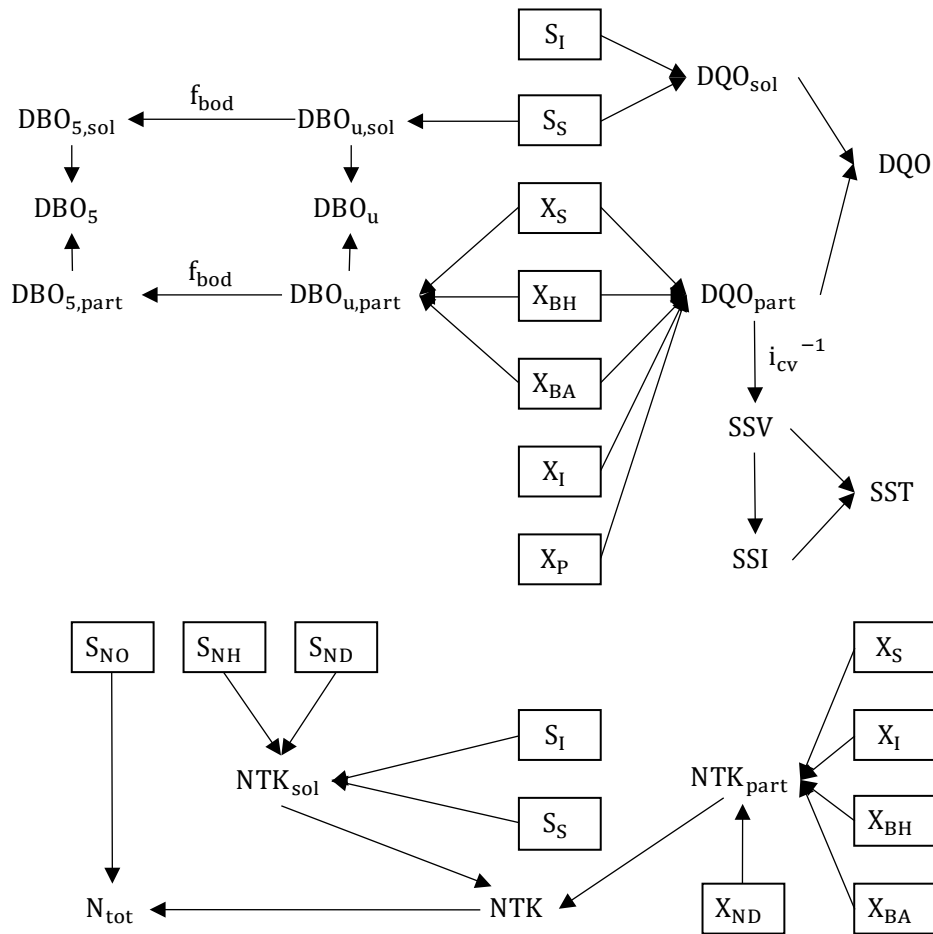 S_I
DQO_sol
f_bod
DBO_5,sol
DBO_u,sol
S_S
DQO
DBO_5
DBO_u
X_S
f_bod
DBO_5,part
DBO_u,part
X_BH
DQO_part
i_cv^−1
X_BA
SSV
X_I
SST
X_P
SSI
S_NO
S_NH
S_ND
X_S
S_I
X_I
NTK_sol
NTK_part
S_S
X_BH
N_tot
NTK
X_ND
X_BA